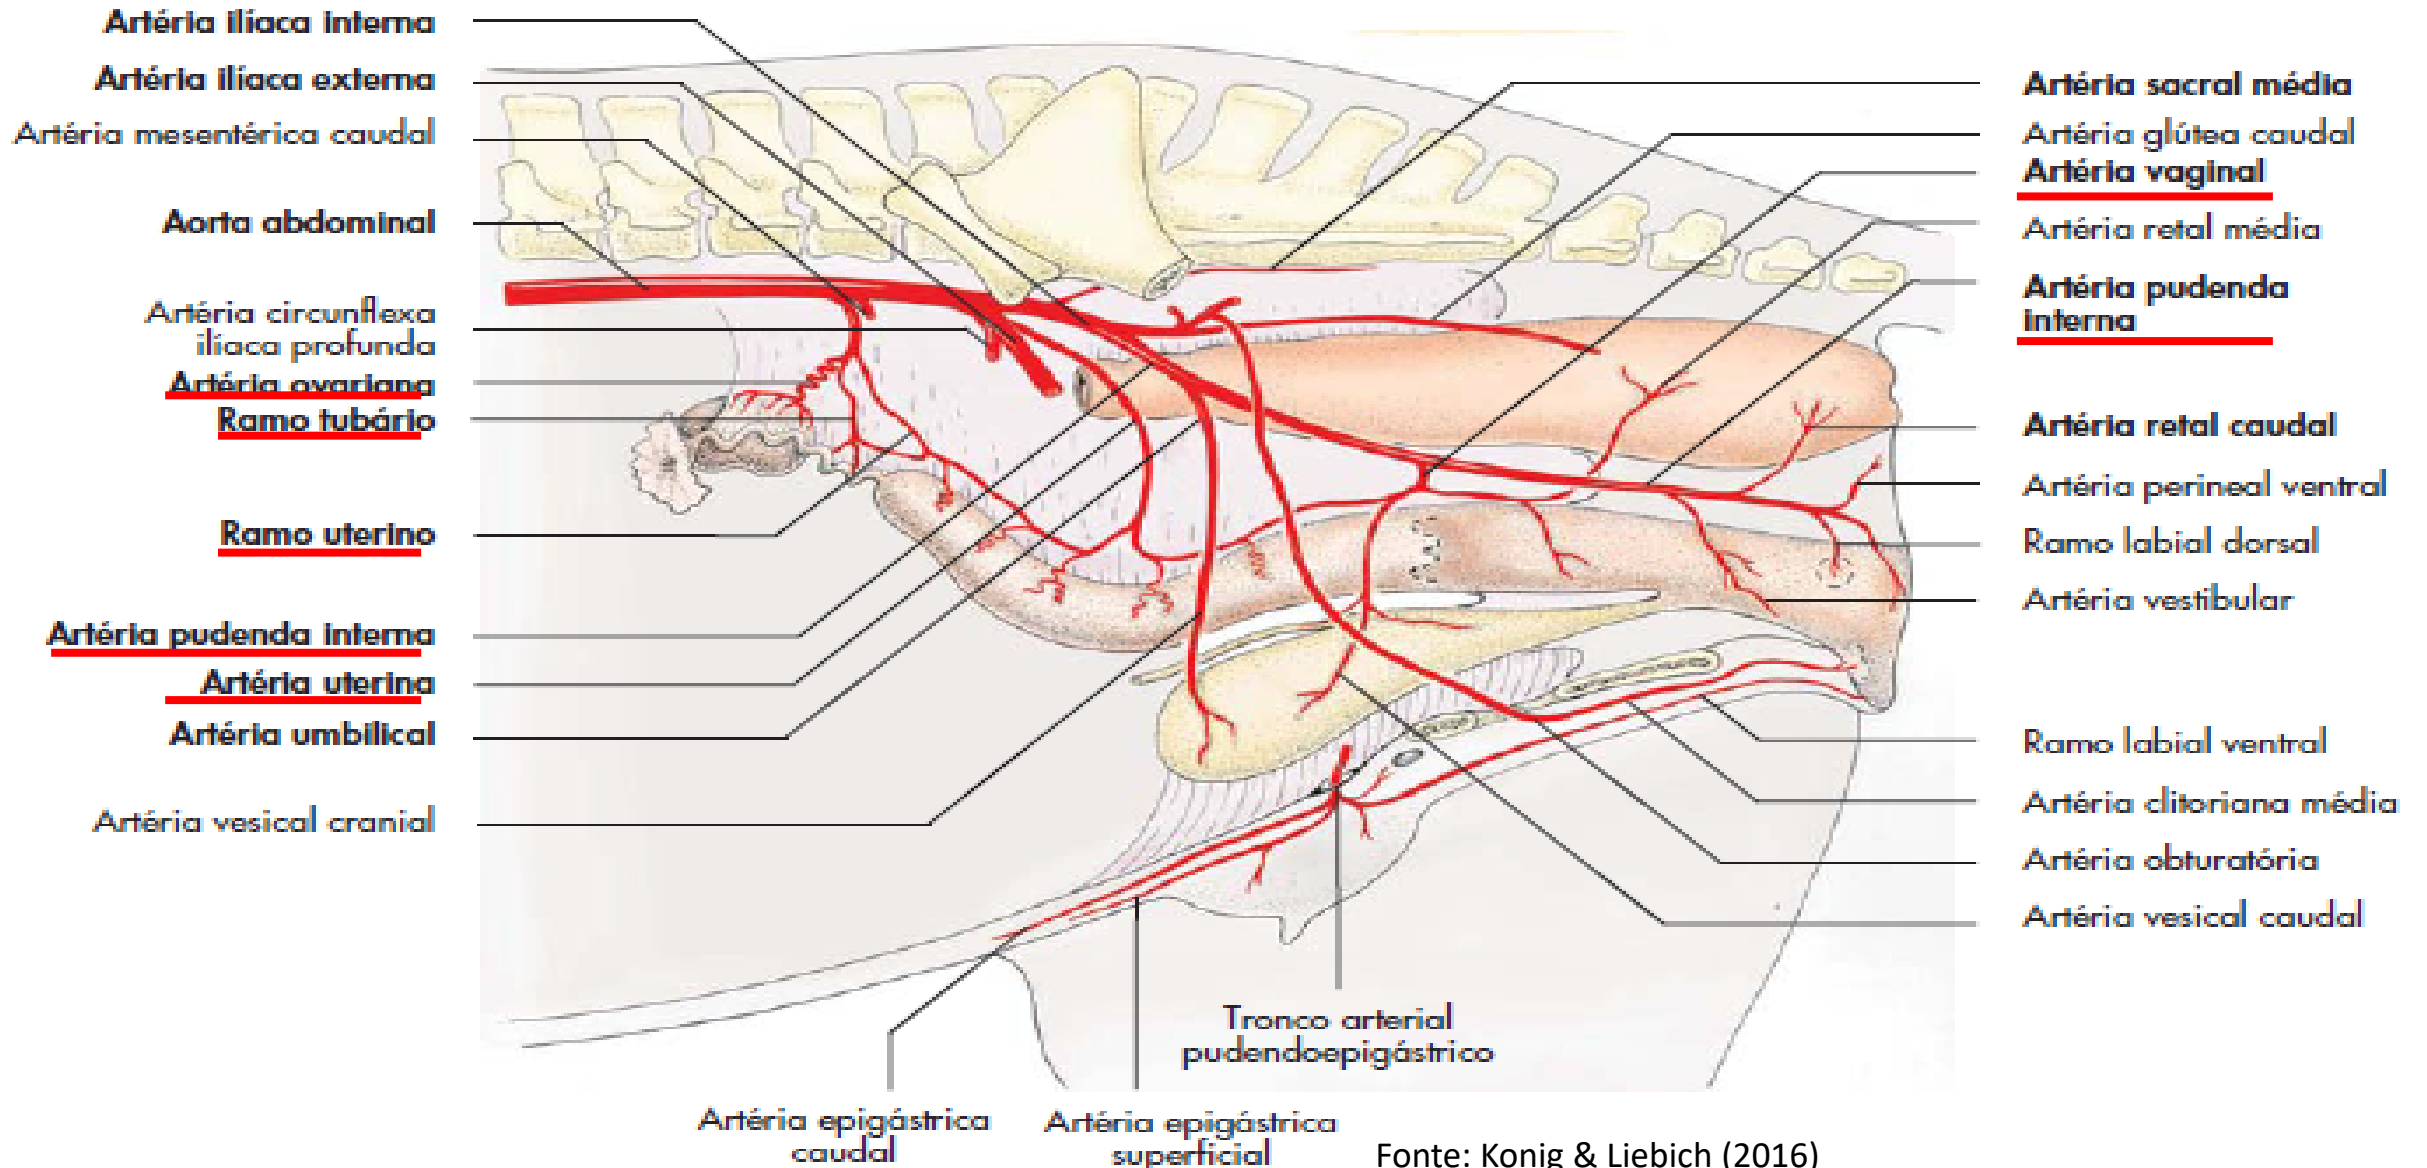 Artéria ilíaca interna
Artéria ilíaca externa
Artéria mesentérica caudal
Aorta abdominal
Artéria circunflexa
ilíaca profunda
Artéria ovariana
Ramo tubário
Ramo uterino
Artéria pudenda interna
Artéria uterina
Artéria umbilical
Artéria vesical cranial
Artéria sacral média
Artéria glútea caudal
Artéria vaginal
Artéria retal média
Artéria pudenda
interna
Artéria retal caudal
Artéria perineal ventral
Ramo labial dorsal
Artéria vestibular
Ramo labial ventral
Artéria clitoriana média
Artéria obturatória
Artéria vesical caudal
Tronco arterial
pudendoepigástrico
Artéria epigástrica
caudal
Artéria epigástrica
superficial
Fonte: Konig & Liebich (2016)